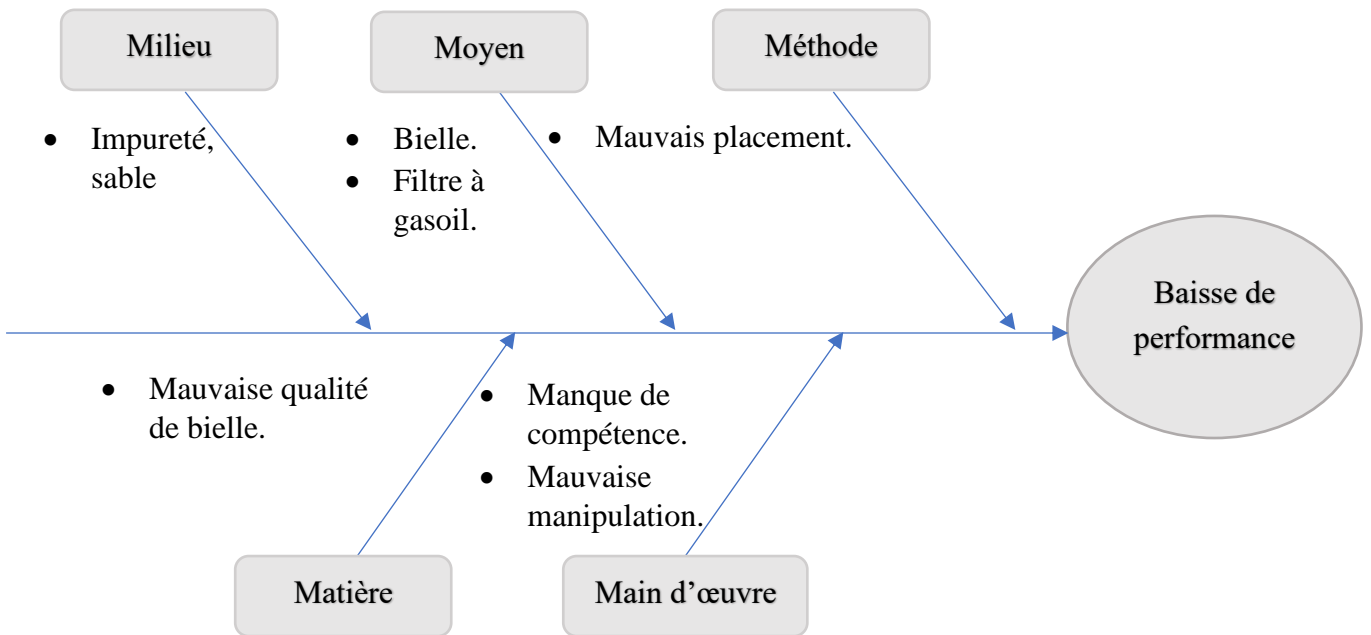 Milieu
Moyen
Méthode
• Impureté,
sable
• Bielle.
• Filtre à
gasoil.
• Mauvais placement.
Baisse de
performance
• Mauvaise qualité
de bielle.
• Manque de
compétence.
• Mauvaise
manipulation.
Matière
Main d’œuvre